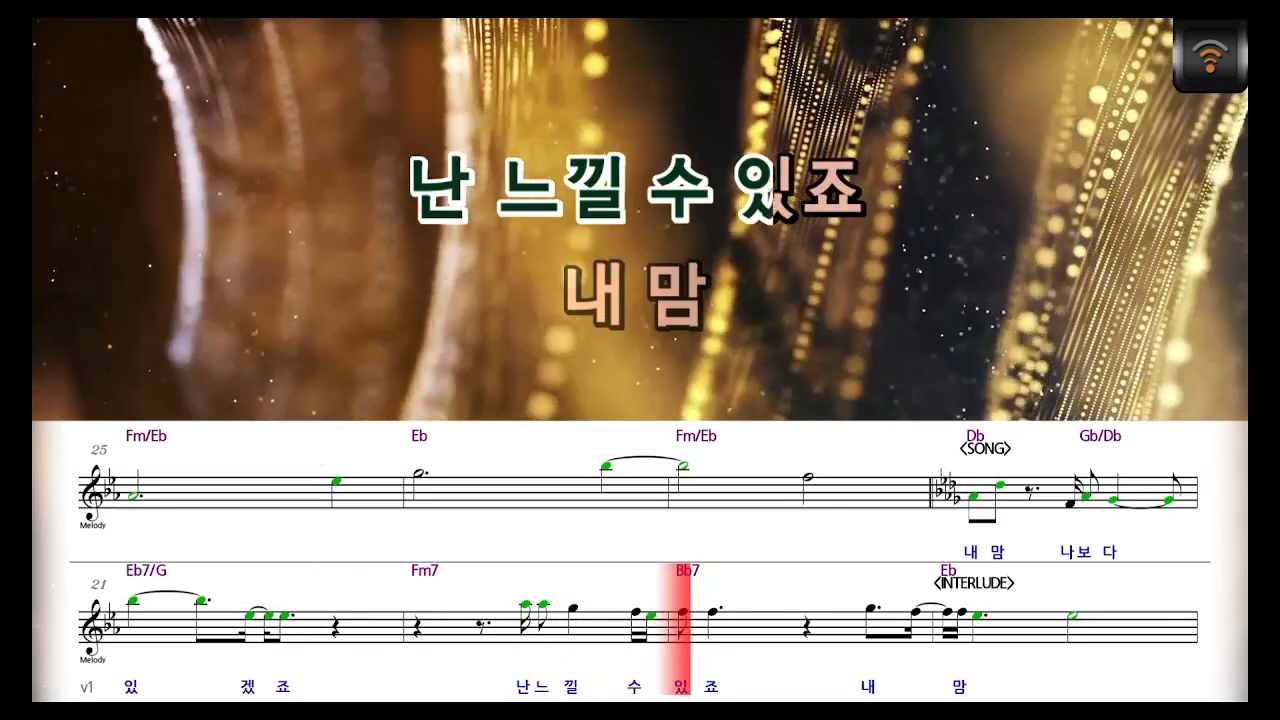 난 느낄 수 있죠
내 맘
Fm/Eb Eb Fm/Eb Db Gb/Db
<SONG>
25
Melody
내 맘 나 보 다
Eb7/G Fm7 Bb7 Eb
<INTERLUDE>
21
Melody
v1 있 겠 죠 난 느 낄 수 있 죠 내 맘